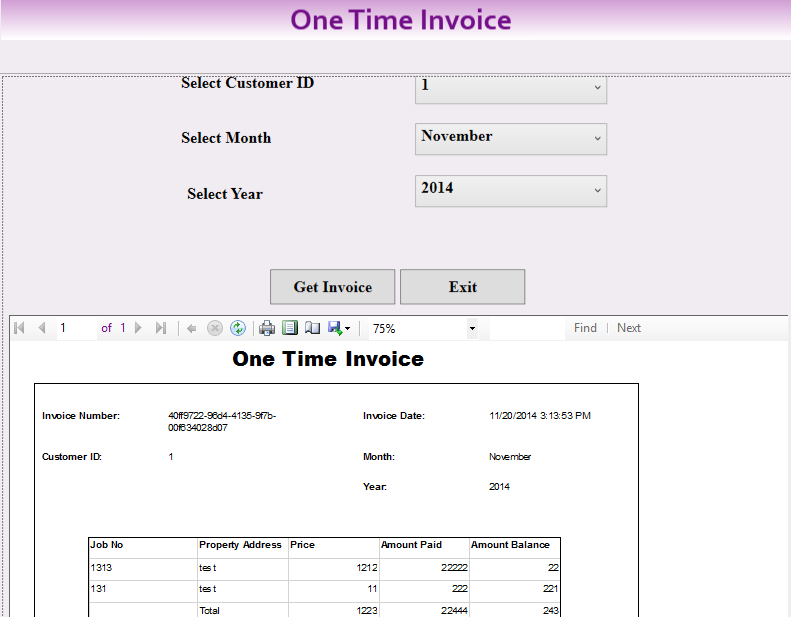 One Time Invoice
Select Customer ID 1
Select Month November
Select Year 2014
Get Invoice Exit
1 of 1 75% Find Next
One Time Invoice
Invoice Number: 40ff9722-96d4-4135-9f7b- Invoice Date: 11/20/2014 3:13:53 PM
00f634028d07
Customer ID: 1 Month: November
Year: 2014
Job No Property Address Price Amount Paid Amount Balance
1313 test 1212 22222 22
131 test 11 222 221
Total 1223 22444 243